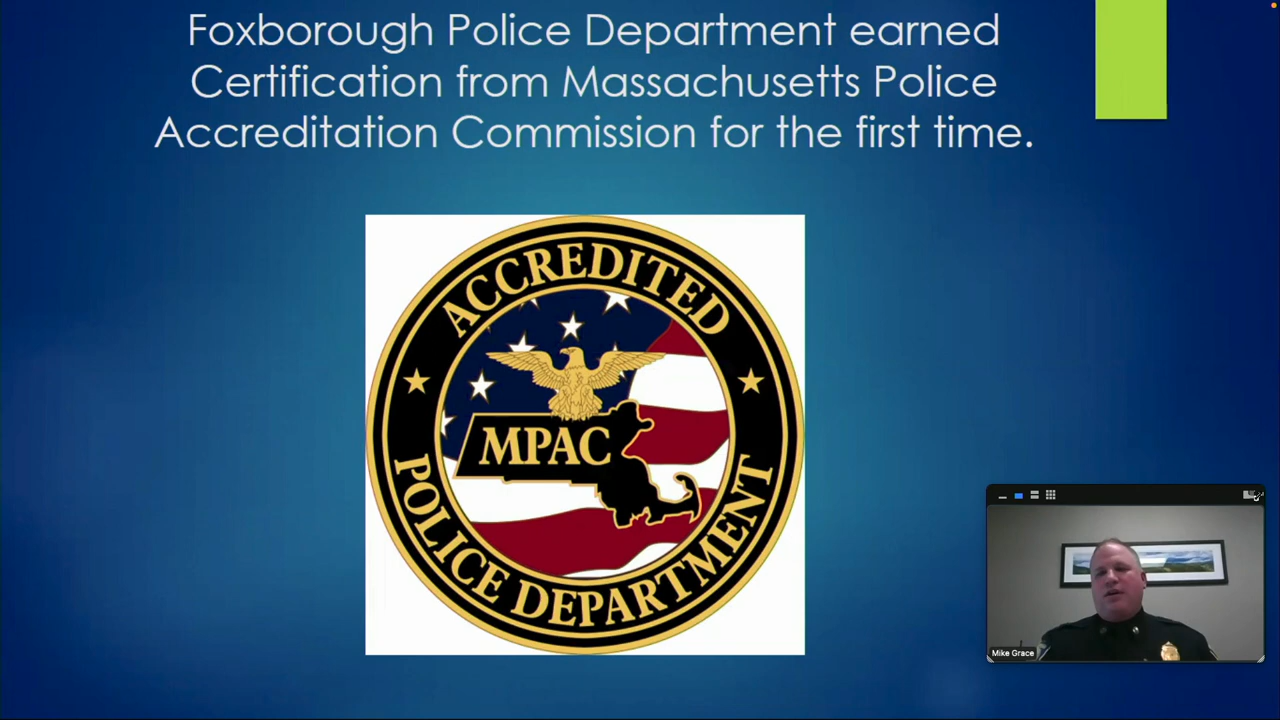 Foxborough Police Department earned
Certification from Massachusetts Police
Accreditation Commission for the first time.
ACCREDITED
MPAC
POLICE DEPARTMENT
Mike Grace